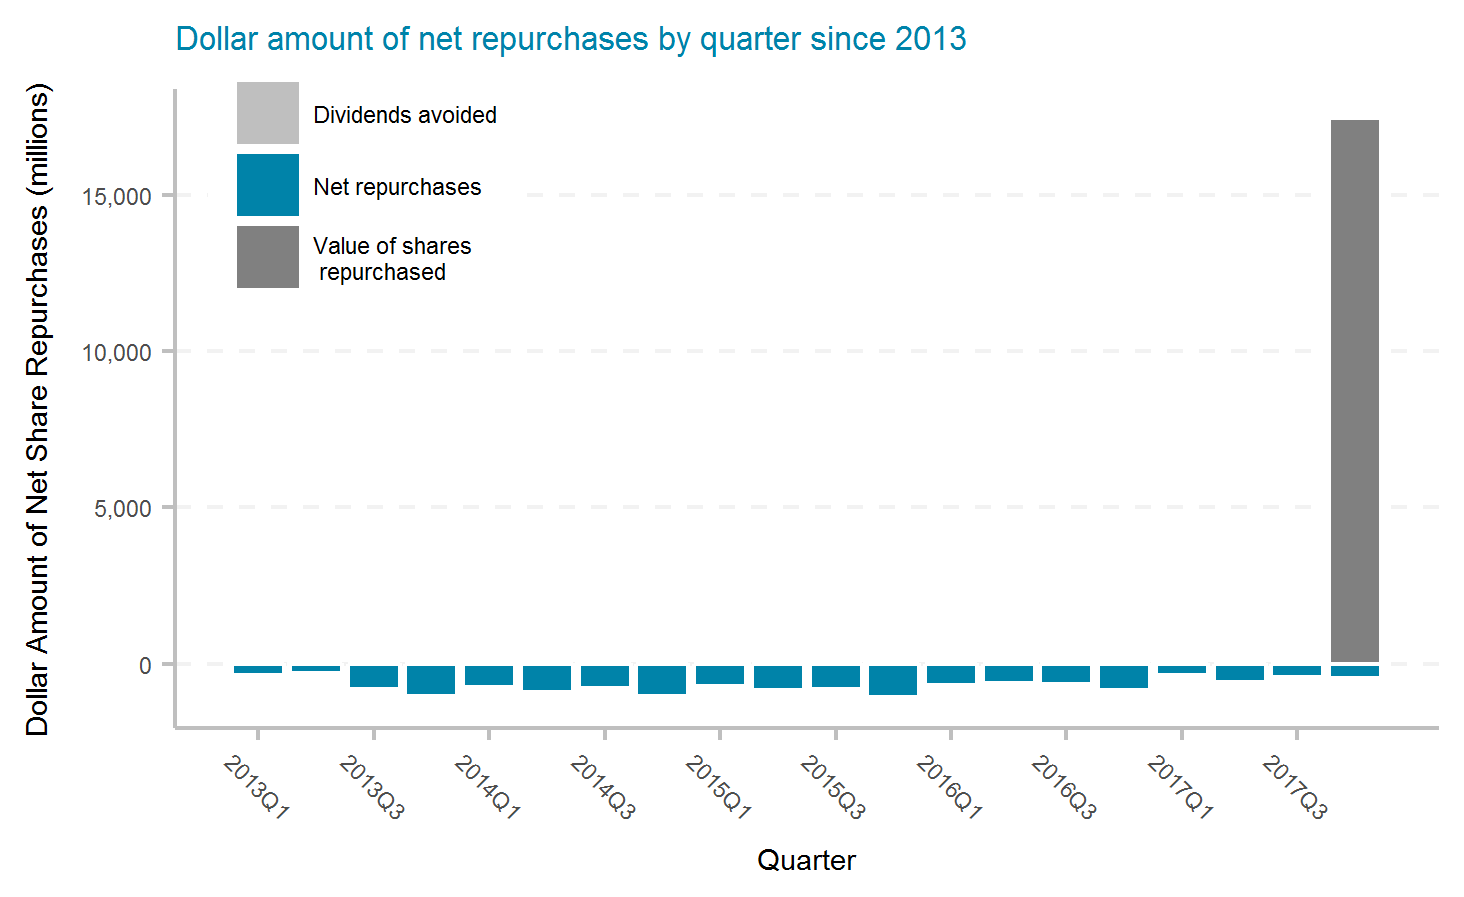 Dollar amount of net repurchases by quarter since 2013
Dollar Amount of Net Share Repurchases (millions)
Dividends avoided
Net repurchases
Value of shares
repurchased
15,000
10,000
5,000
0
2013Q1
2013Q3
2014Q1
2014Q3
2015Q1
2015Q3
2016Q1
2016Q3
2017Q1
2017Q3
Quarter